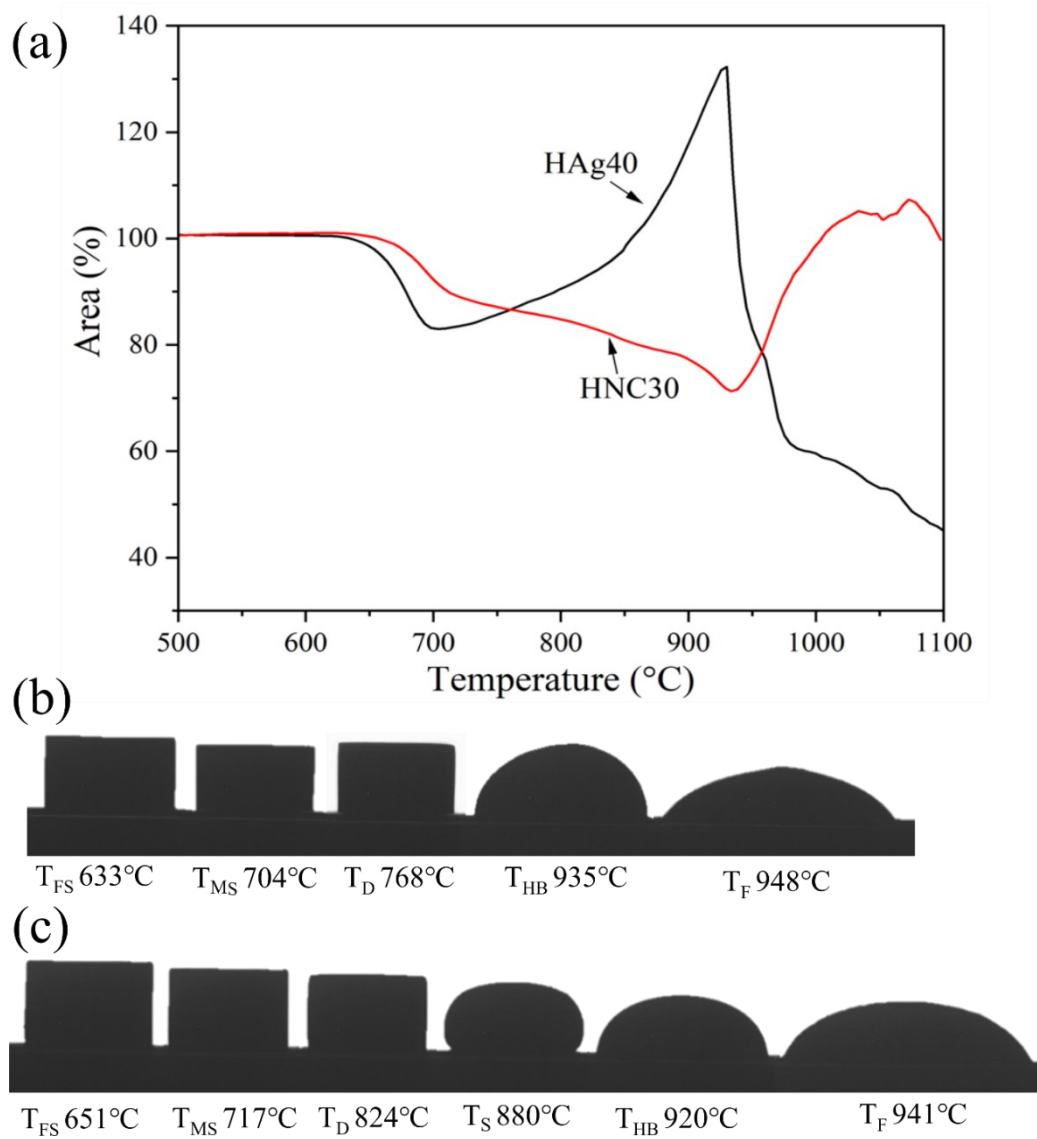 (a)
140
120
100
80
60
40
Area (%)
HAg40
HNC30
500 600 700 800 900 1000 1100
Temperature (°C)
(b)
T_FS 633°C T_MS 704°C T_D 768°C T_HB 935°C T_F 948°C
(c)
T_FS 651°C T_MS 717°C T_D 824°C T_S 880°C T_HB 920°C T_F 941°C